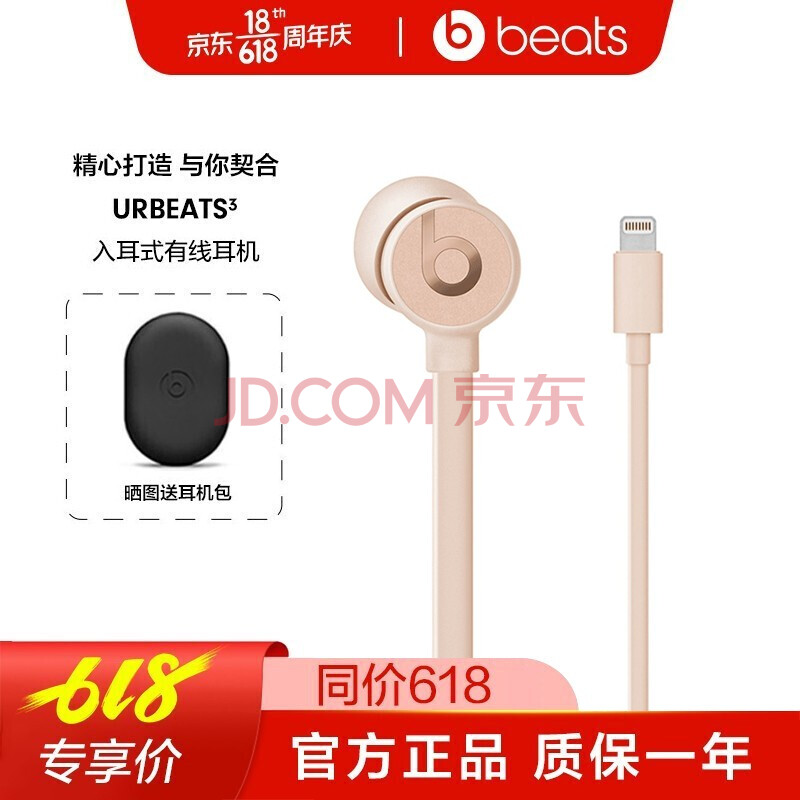 京东 18th/618 周年庆 | beats
精心打造 与你契合
URBEATS³
入耳式有线耳机
JD.COM 京东
晒图送耳机包
同价618
618
专享价
官方正品 质保一年